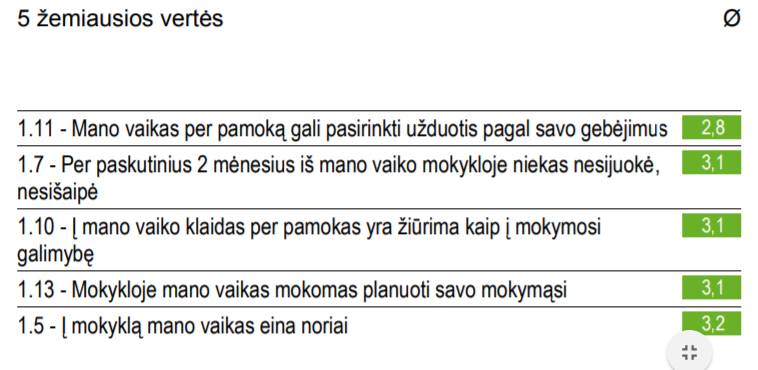 5 žemiausios vertės Ø
1.11 - Mano vaikas per pamoką gali pasirinkti užduotis pagal savo gebėjimus 2,8
1.7 - Per paskutinius 2 mėnesius iš mano vaiko mokykloje niekas nesijuokė, 3,1
nesišaipė
1.10 - Į mano vaiko klaidas per pamokas yra žiūrima kaip į mokymosi 3,1
galimybę
1.13 - Mokykloje mano vaikas mokomas planuoti savo mokymąsi 3,1
1.5 - Į mokyklą mano vaikas eina noriai 3,2